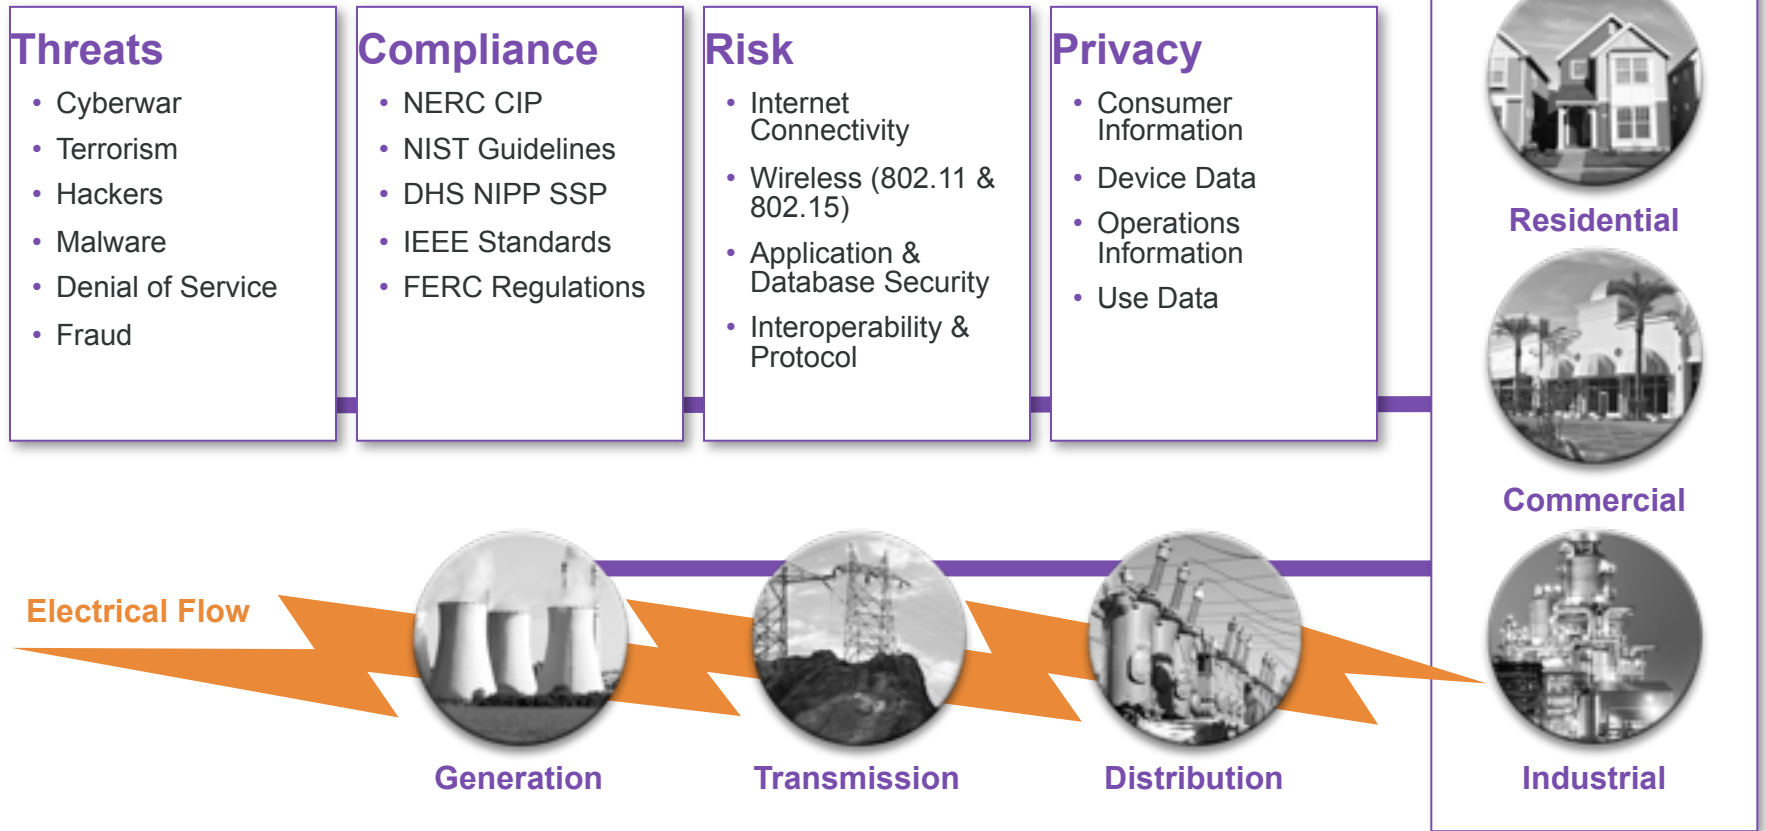 Threats
• Cyberwar
• Terrorism
• Hackers
• Malware
• Denial of Service
• Fraud
Compliance
• NERC CIP
• NIST Guidelines
• DHS NIPP SSP
• IEEE Standards
• FERC Regulations
Risk
• Internet
Connectivity
• Wireless (802.11 &
802.15)
• Application &
Database Security
• Interoperability &
Protocol
Privacy
• Consumer
Information
• Device Data
• Operations
Information
• Use Data
Residential
Commercial
Industrial
Electrical Flow
Generation
Transmission
Distribution